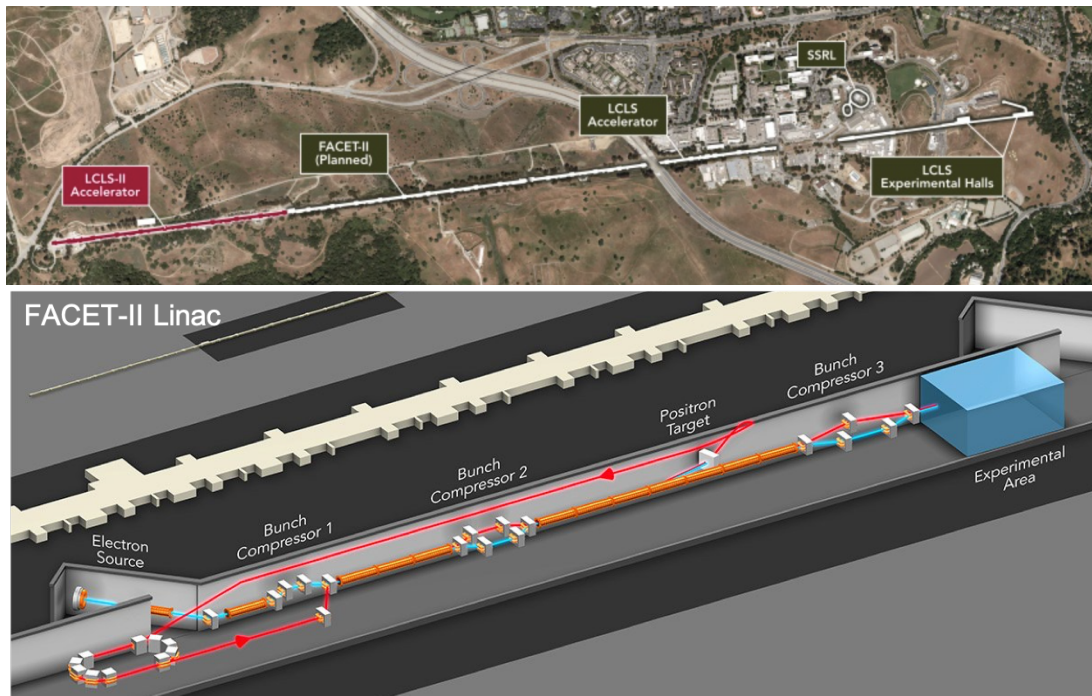 SSRL
LCLS
Accelerator
FACET-II
(Planned)
LCLS-II
Accelerator
LCLS
Experimental Halls
FACET-II Linac
Bunch
Compressor 3
Positron
Target
Bunch
Compressor 2
Experimental
Area
Bunch
Compressor 1
Electron
Source